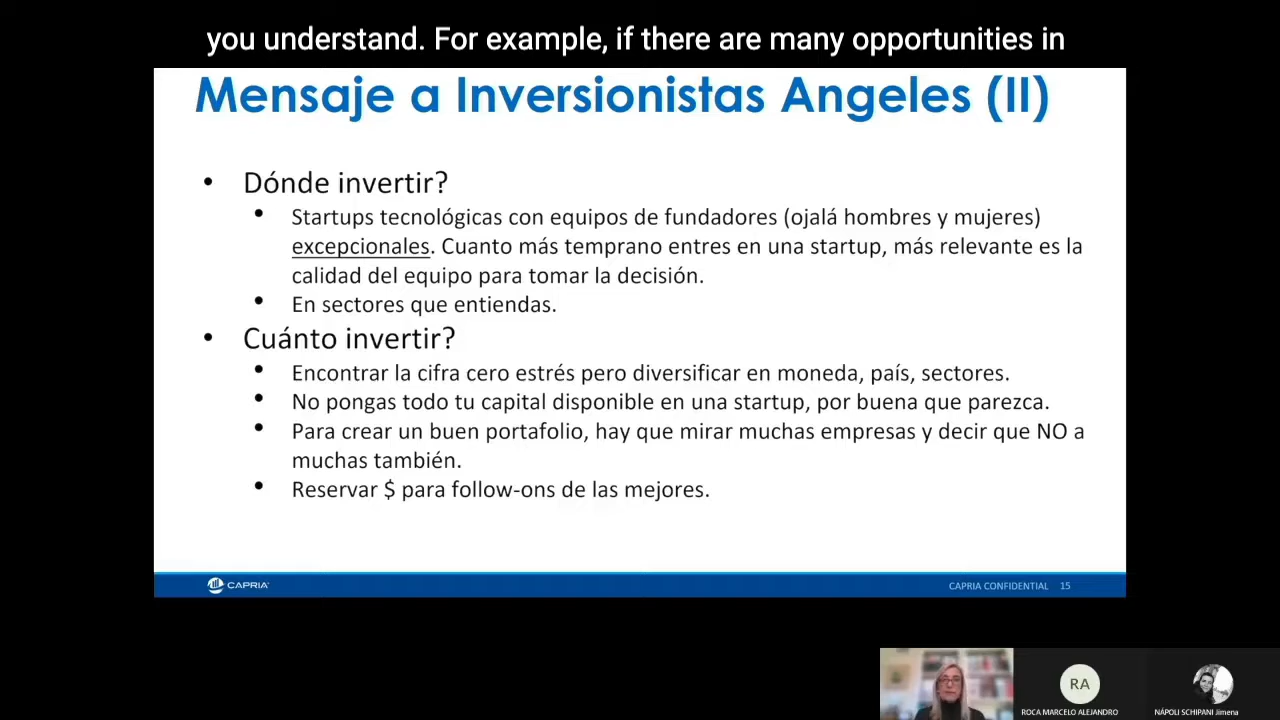 you understand. For example, if there are many opportunities in
Mensaje a Inversionistas Angeles (II)
• Dónde invertir?
• Startups tecnológicas con equipos de fundadores (ojalá hombres y mujeres)
excepcionales. Cuanto más temprano entres en una startup, más relevante es la
calidad del equipo para tomar la decisión.
• En sectores que entiendas.
• Cuánto invertir?
• Encontrar la cifra cero estrés pero diversificar en moneda, país, sectores.
• No pongas todo tu capital disponible en una startup, por buena que parezca.
• Para crear un buen portafolio, hay que mirar muchas empresas y decir que NO a
muchas también.
• Reservar $ para follow-ons de las mejores.
CAPRIA
CAPRIA CONFIDENTIAL 15
RA
ROCA MARCELO ALEJANDRO
NÁPOLI SCHIPANI Jimena